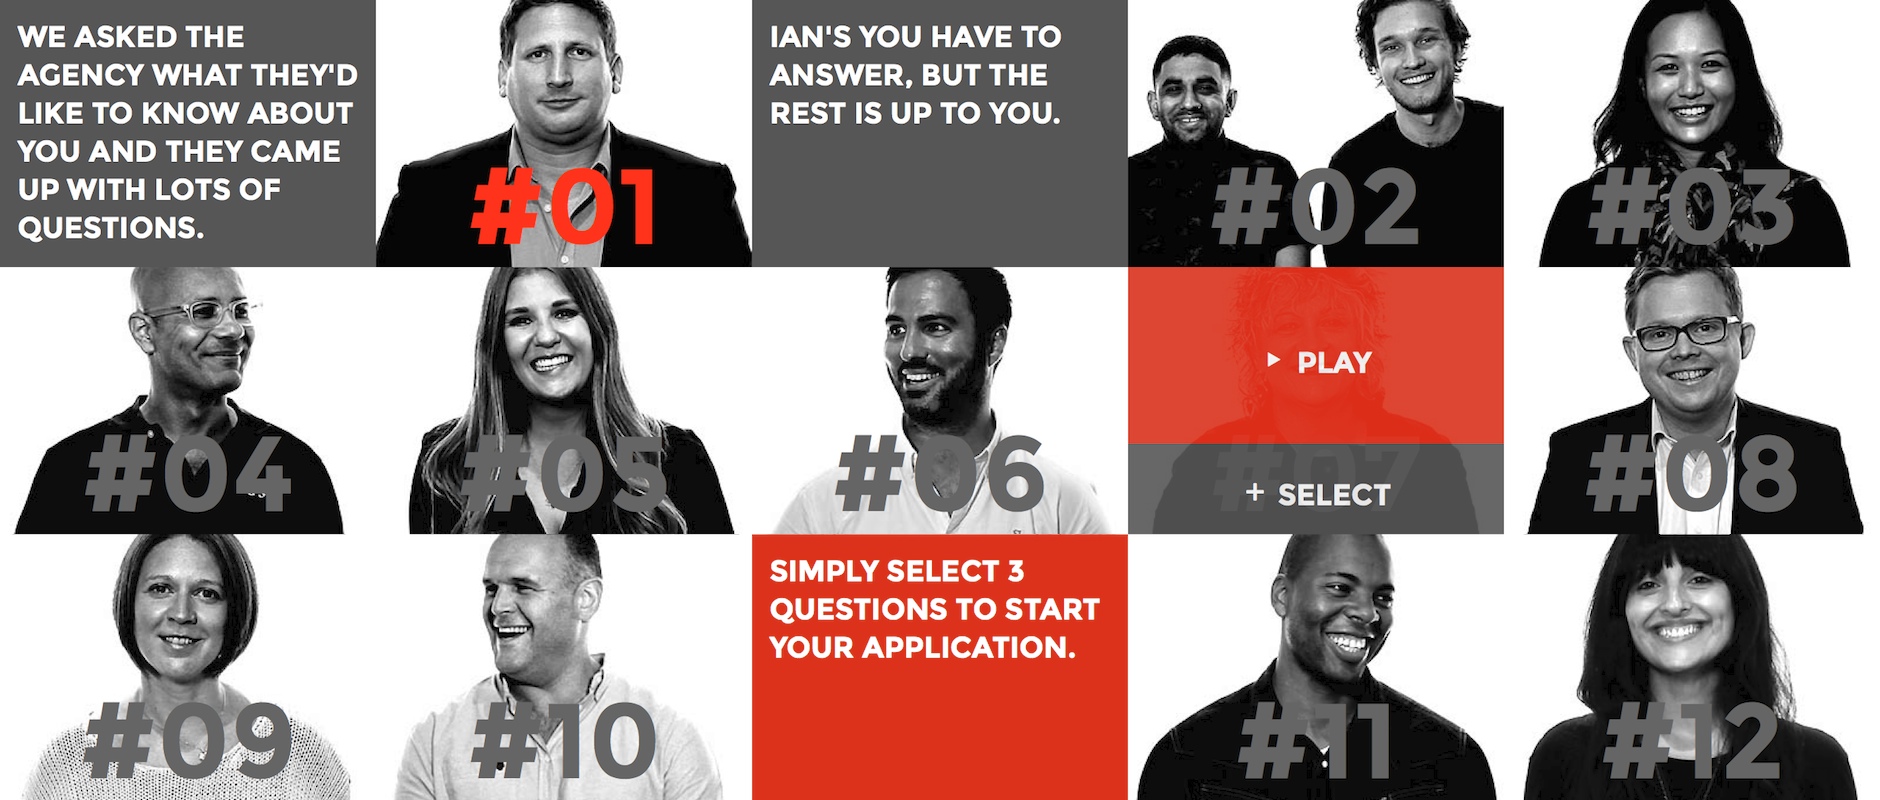 WE ASKED THE
AGENCY WHAT THEY'D
LIKE TO KNOW ABOUT
YOU AND THEY CAME
UP WITH LOTS OF
QUESTIONS.
#01
IAN'S YOU HAVE TO
ANSWER, BUT THE
REST IS UP TO YOU.
#02
#03
#04
#05
#06
▶ PLAY
#07
+ SELECT
#08
#09
#10
SIMPLY SELECT 3
QUESTIONS TO START
YOUR APPLICATION.
#11
#12